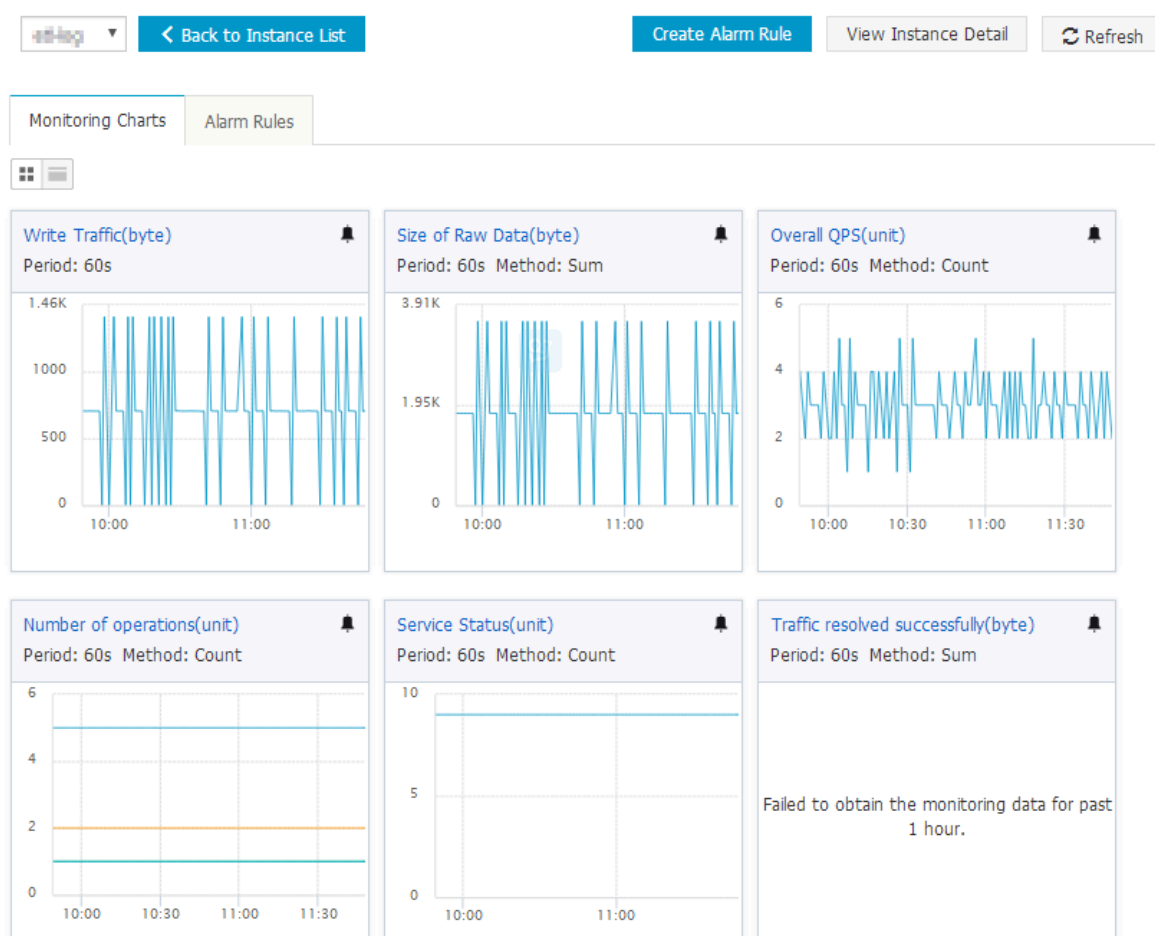 Back to Instance List
Create Alarm Rule
View Instance Detail
Refresh
Monitoring Charts
Alarm Rules
Write Traffic(byte)
Period: 60s
1.46K
1000
500
0
10:00 11:00
Size of Raw Data(byte)
Period: 60s Method: Sum
3.91K
1.95K
0
10:00 11:00
Overall QPS(unit)
Period: 60s Method: Count
6
4
2
0
10:00 10:30 11:00 11:30
Number of operations(unit)
Period: 60s Method: Count
6
4
2
0
10:00 10:30 11:00 11:30
Service Status(unit)
Period: 60s Method: Count
10
5
0
10:00 11:00
Traffic resolved successfully(byte)
Period: 60s Method: Sum
Failed to obtain the monitoring data for past
1 hour.